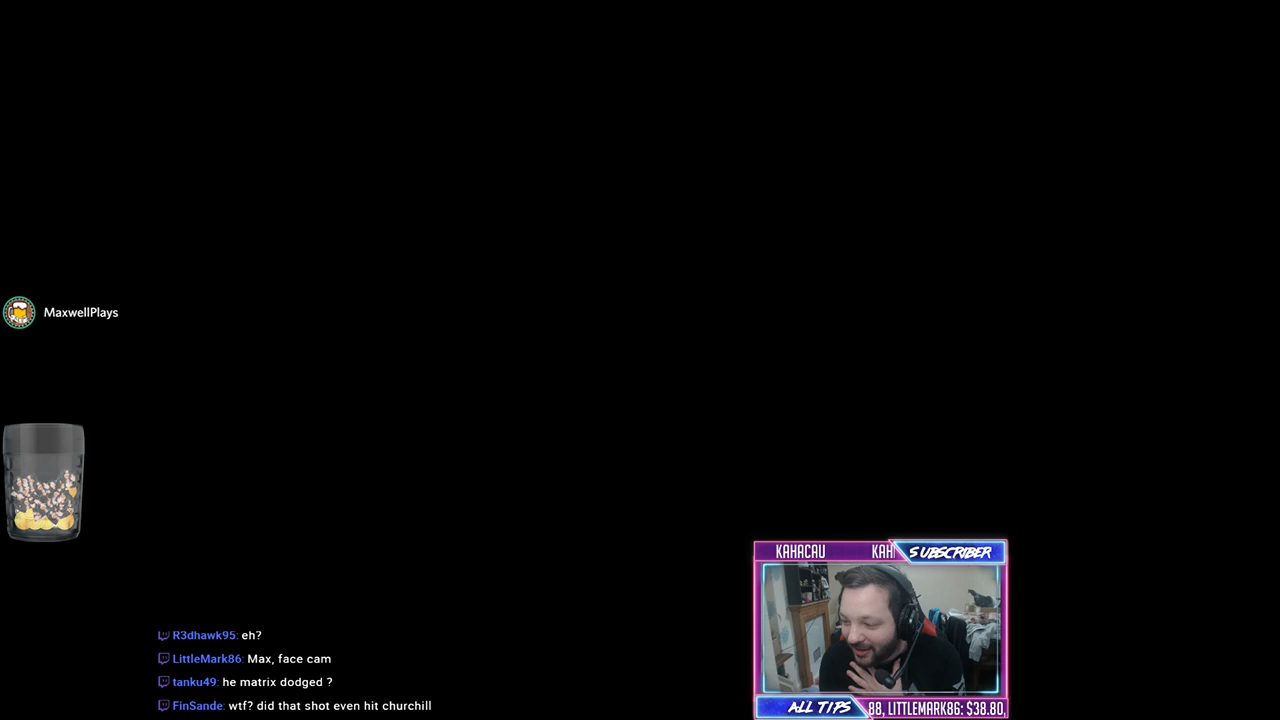 MaxwellPlays
KAHACAU KAH SUBSCRIBER
R3dhawk95: eh?
LittleMark86: Max, face cam
tanku49: he matrix dodged ?
FinSande: wtf? did that shot even hit churchill
ALL TIPS 88, LITTLEMARK86: $38.80,